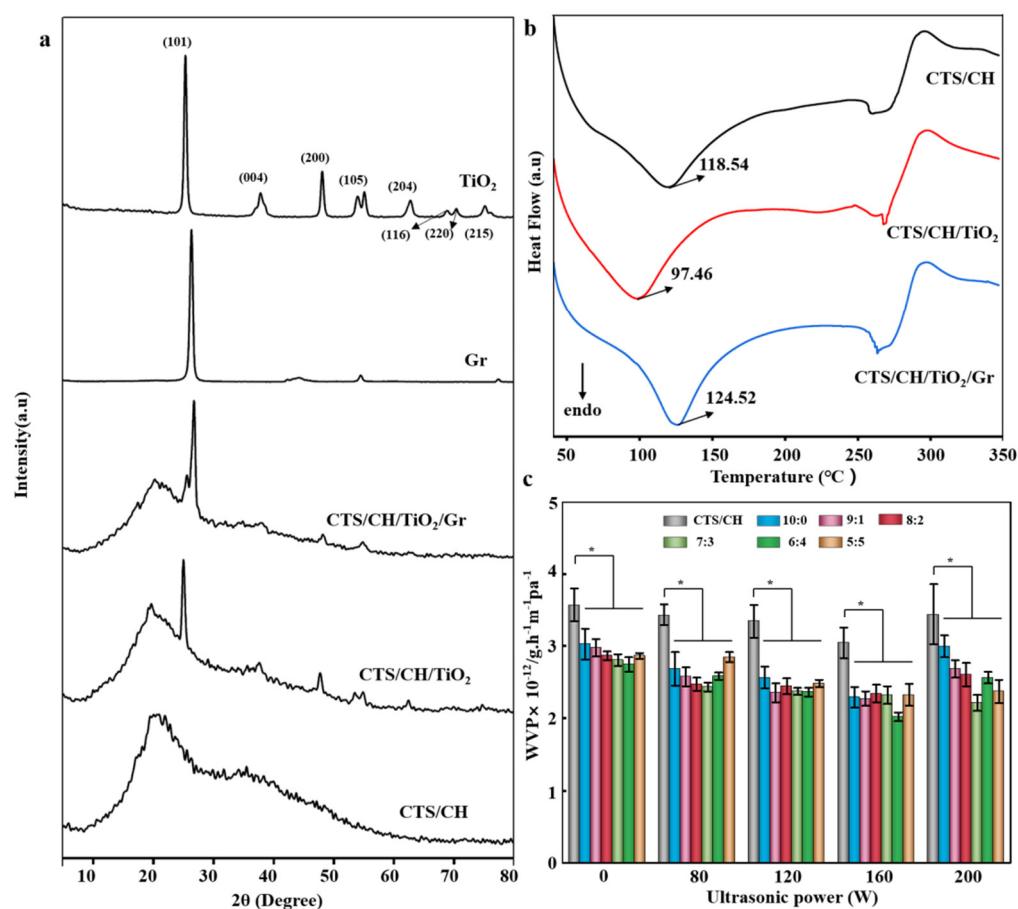 a
(101)
(004)
(200)
(105)
(204)
(116)
(220)
(215)
TiO₂
Gr
CTS/CH/TiO₂/Gr
CTS/CH/TiO₂
CTS/CH
Intensity(a.u)
10 20 30 40 50 60 70 80
2θ (Degree)
b
CTS/CH
118.54
CTS/CH/TiO₂
97.46
CTS/CH/TiO₂/Gr
124.52
endo
Heat Flow (a.u)
50 100 150 200 250 300 350
Temperature (℃)
c
CTS/CH 10:0 9:1 8:2
7:3 6:4 5:5
* * * * *
5
4
3
2
1
0
WVP× 10⁻¹²/g.h⁻¹m⁻¹pa⁻¹
0 80 120 160 200
Ultrasonic power (W)